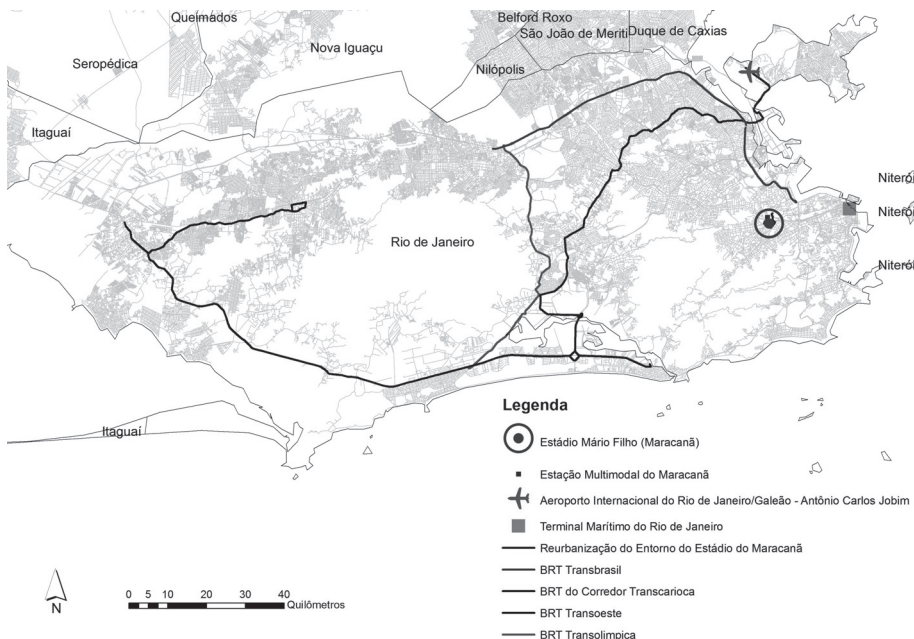 Queimados
Belford Roxo
São João de Meriti
Duque de Caxias
Nova Iguaçu
Seropédica
Nilópolis
Itaguaí
Niterói
Niterói
Rio de Janeiro
Niterói
Itaguaí
Legenda
Estádio Mário Filho (Maracanã)
Estação Multimodal do Maracanã
Aeroporto Internacional do Rio de Janeiro/Galeão - Antônio Carlos Jobim
Terminal Marítimo do Rio de Janeiro
Reurbanização do Entorno do Estádio do Maracanã
BRT Transbrasil
BRT do Corredor Transcarioca
BRT Transoeste
BRT Transolimpica
N
0 5 10 20 30 40
Quilômetros